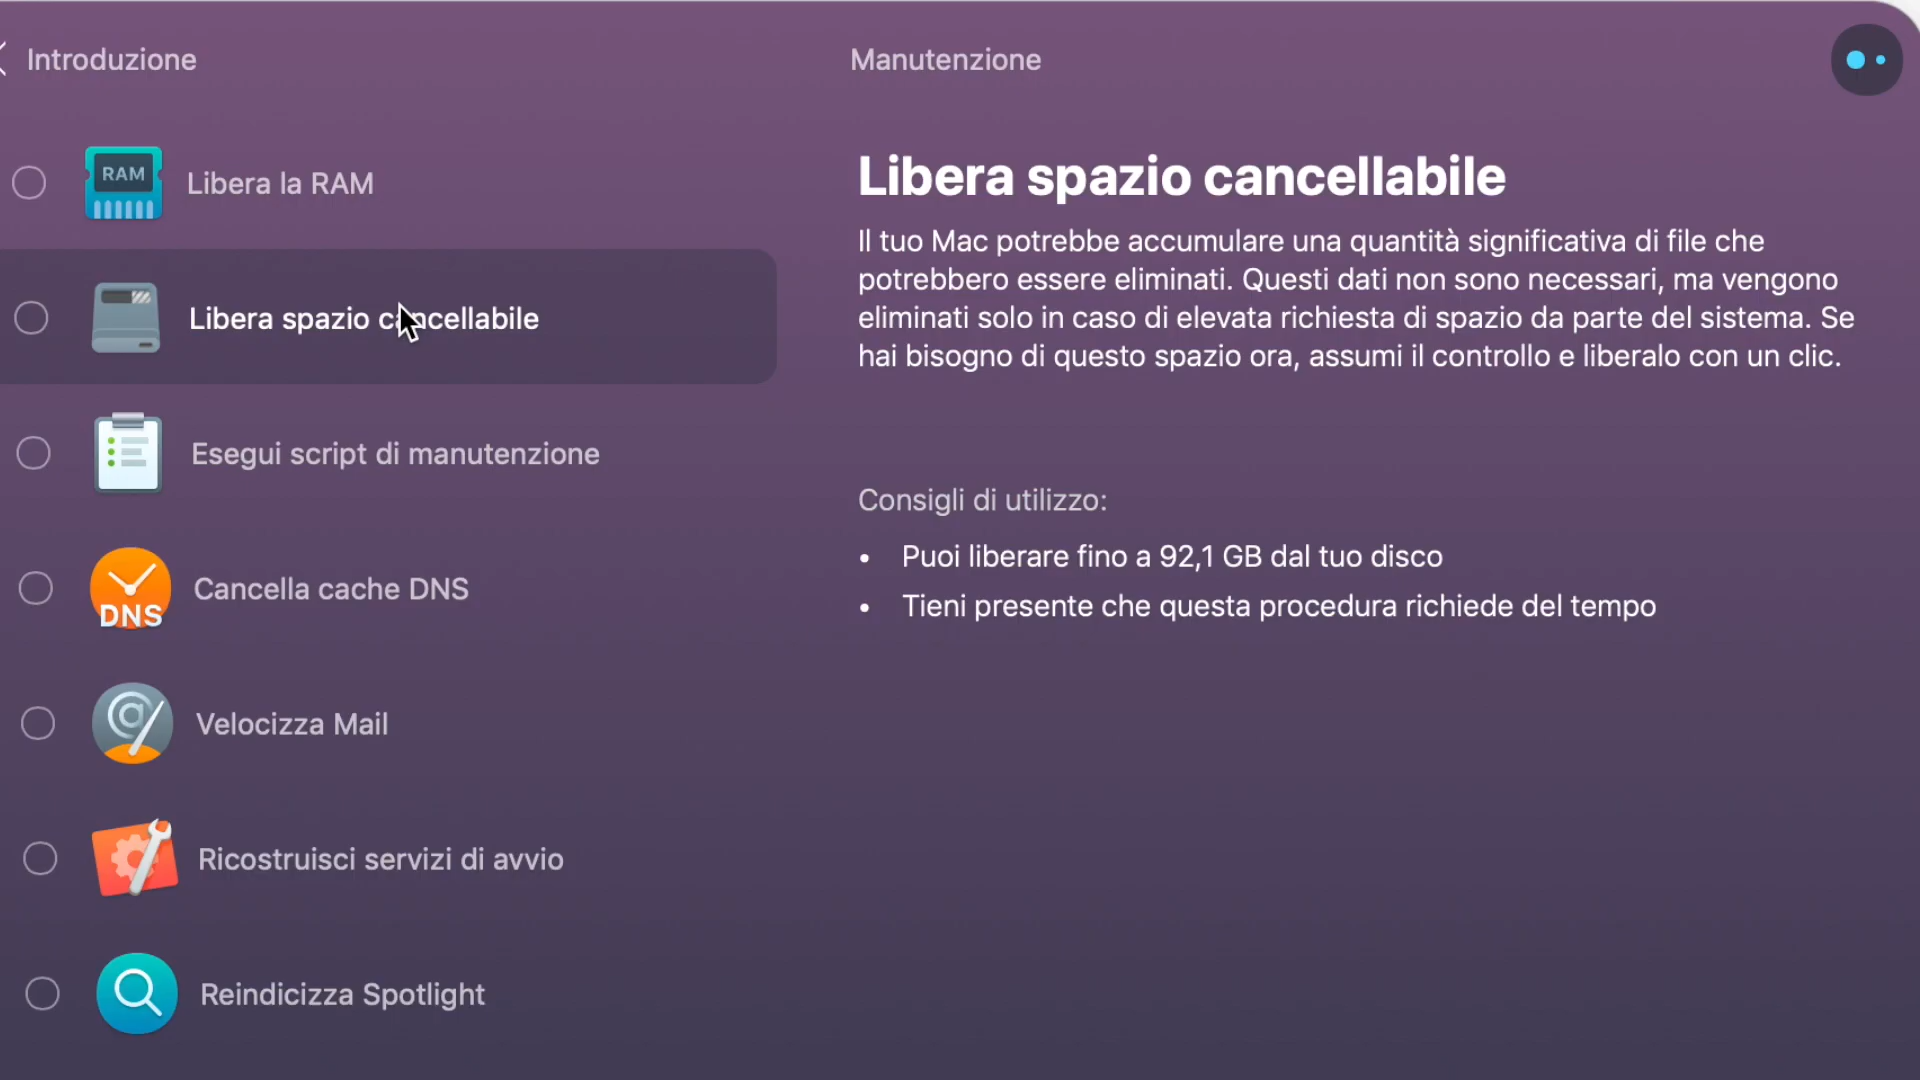 Introduzione
Manutenzione
RAM
Libera la RAM
Libera spazio cancellabile
Esegui script di manutenzione
DNS
Cancella cache DNS
Velocizza Mail
Ricostruisci servizi di avvio
Reindicizza Spotlight
Libera spazio cancellabile
Il tuo Mac potrebbe accumulare una quantità significativa di file che
potrebbero essere eliminati. Questi dati non sono necessari, ma vengono
eliminati solo in caso di elevata richiesta di spazio da parte del sistema. Se
hai bisogno di questo spazio ora, assumi il controllo e liberalo con un clic.
Consigli di utilizzo:
• Puoi liberare fino a 92,1 GB dal tuo disco
• Tieni presente che questa procedura richiede del tempo